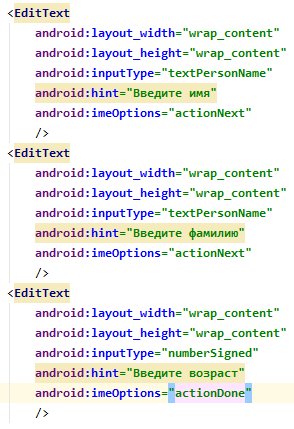 <EditText
android:layout_width="wrap_content"
android:layout_height="wrap_content"
android:inputType="textPersonName"
android:hint="Введите имя"
android:imeOptions="actionNext"
/>
<EditText
android:layout_width="wrap_content"
android:layout_height="wrap_content"
android:inputType="textPersonName"
android:hint="Введите фамилию"
android:imeOptions="actionNext"
/>
<EditText
android:layout_width="wrap_content"
android:layout_height="wrap_content"
android:inputType="numberSigned"
android:hint="Введите возраст"
android:imeOptions="actionDone"
/>